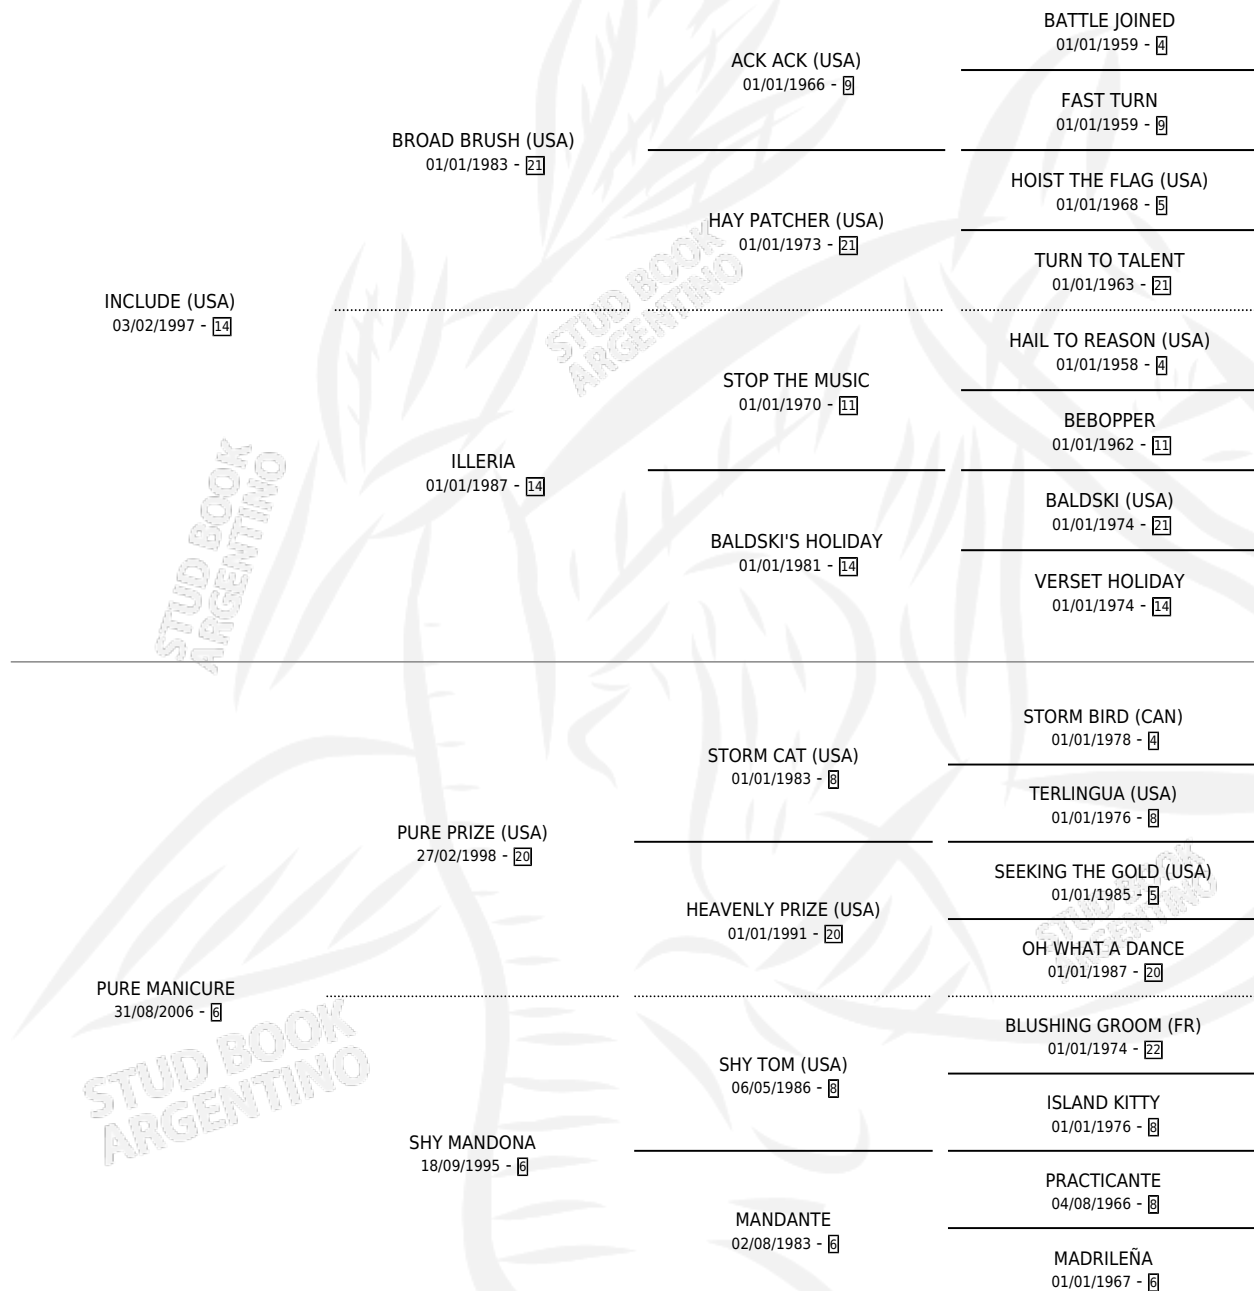 BATTLE JOINED
01/01/1959 - 4
ACK ACK (USA)
01/01/1966 - 9
FAST TURN
01/01/1959 - 9
BROAD BRUSH (USA)
01/01/1983 - 21
HOIST THE FLAG (USA)
01/01/1968 - 5
HAY PATCHER (USA)
01/01/1973 - 21
TURN TO TALENT
01/01/1963 - 21
INCLUDE (USA)
03/02/1997 - 14
HAIL TO REASON (USA)
01/01/1958 - 4
STOP THE MUSIC
01/01/1970 - 11
BEBOPPER
01/01/1962 - 11
ILLERIA
01/01/1987 - 14
BALDSKI (USA)
01/01/1974 - 21
BALDSKI'S HOLIDAY
01/01/1981 - 14
VERSET HOLIDAY
01/01/1974 - 14
STORM BIRD (CAN)
01/01/1978 - 4
STORM CAT (USA)
01/01/1983 - 8
TERLINGUA (USA)
01/01/1976 - 8
PURE PRIZE (USA)
27/02/1998 - 20
SEEKING THE GOLD (USA)
01/01/1985 - 5
HEAVENLY PRIZE (USA)
01/01/1991 - 20
OH WHAT A DANCE
01/01/1987 - 20
PURE MANICURE
31/08/2006 - 6
BLUSHING GROOM (FR)
01/01/1974 - 22
SHY TOM (USA)
06/05/1986 - 8
ISLAND KITTY
01/01/1976 - 8
SHY MANDONA
18/09/1995 - 6
PRACTICANTE
04/08/1966 - 8
MANDANTE
02/08/1983 - 6
MADRILEÑA
01/01/1967 - 6
STUD BOOK
ARGENTINO
STUD BOOK
ARGENTINO
STUD BOOK
ARGENTINO
STUD BOOK
ARGENTINO